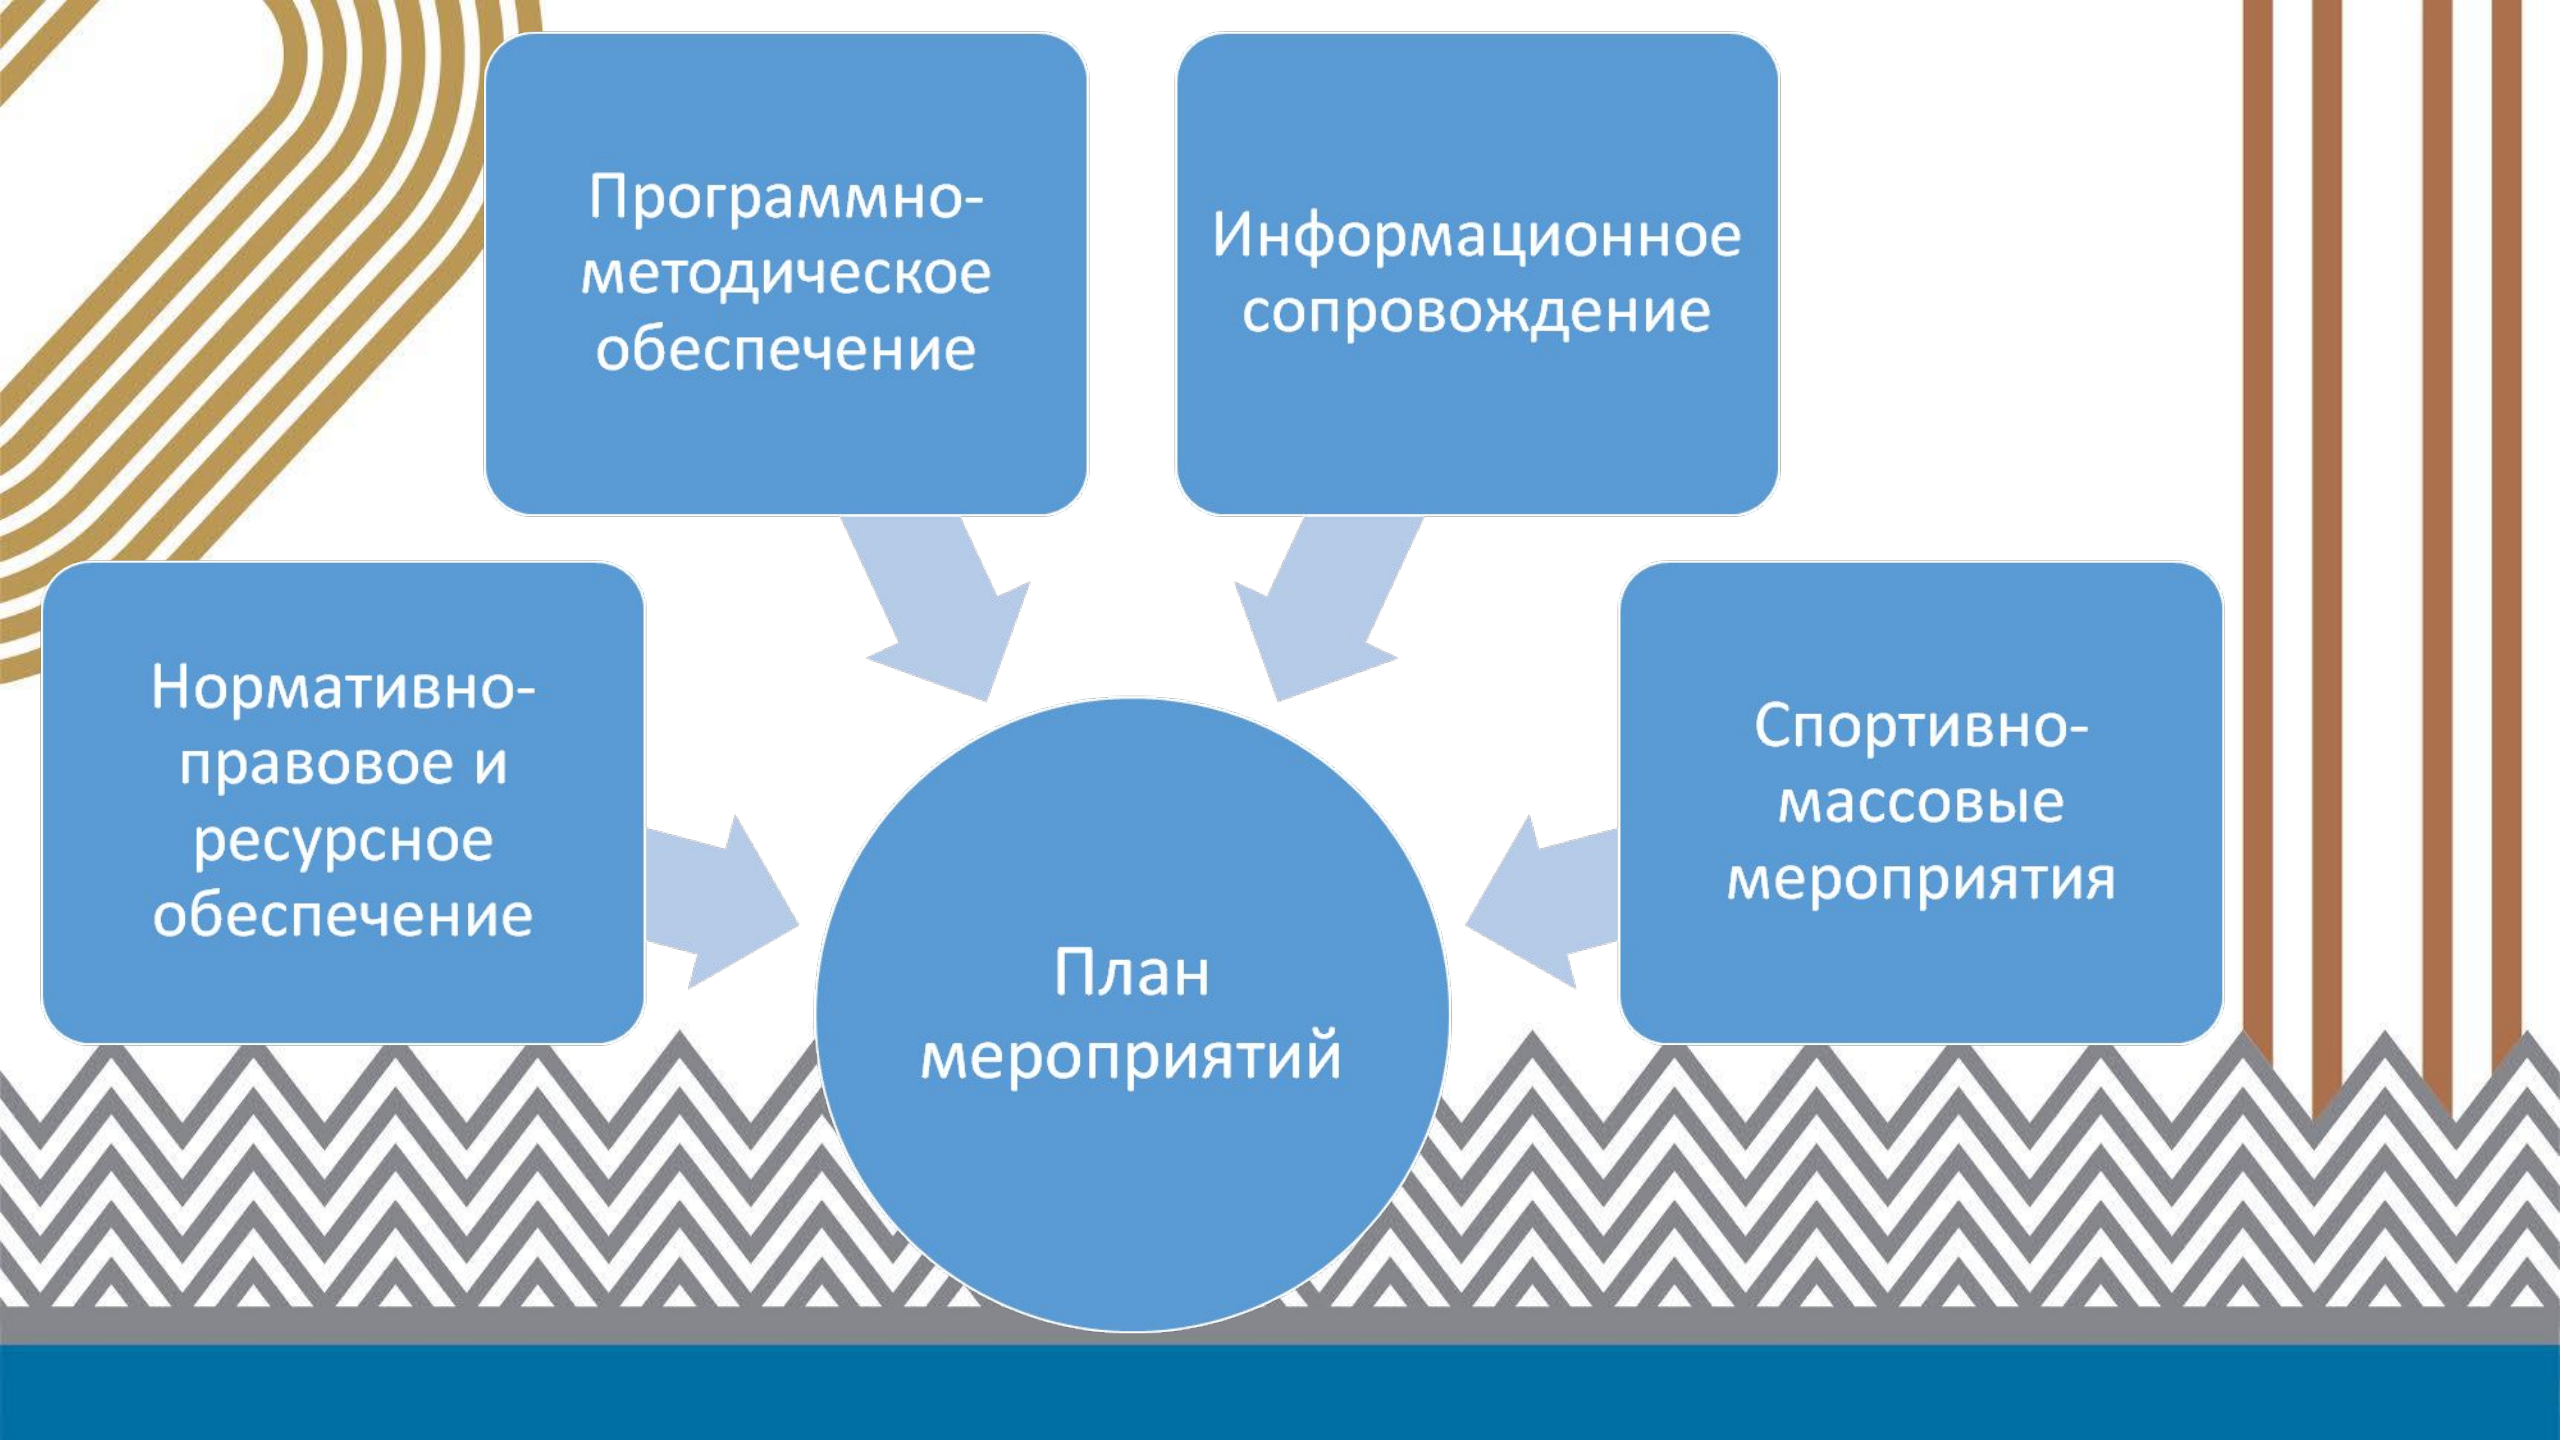 Программно-
методическое
обеспечение
Информационное
сопровождение
Нормативно-
правовое и
ресурсное
обеспечение
Спортивно-
массовые
мероприятия
План
мероприятий